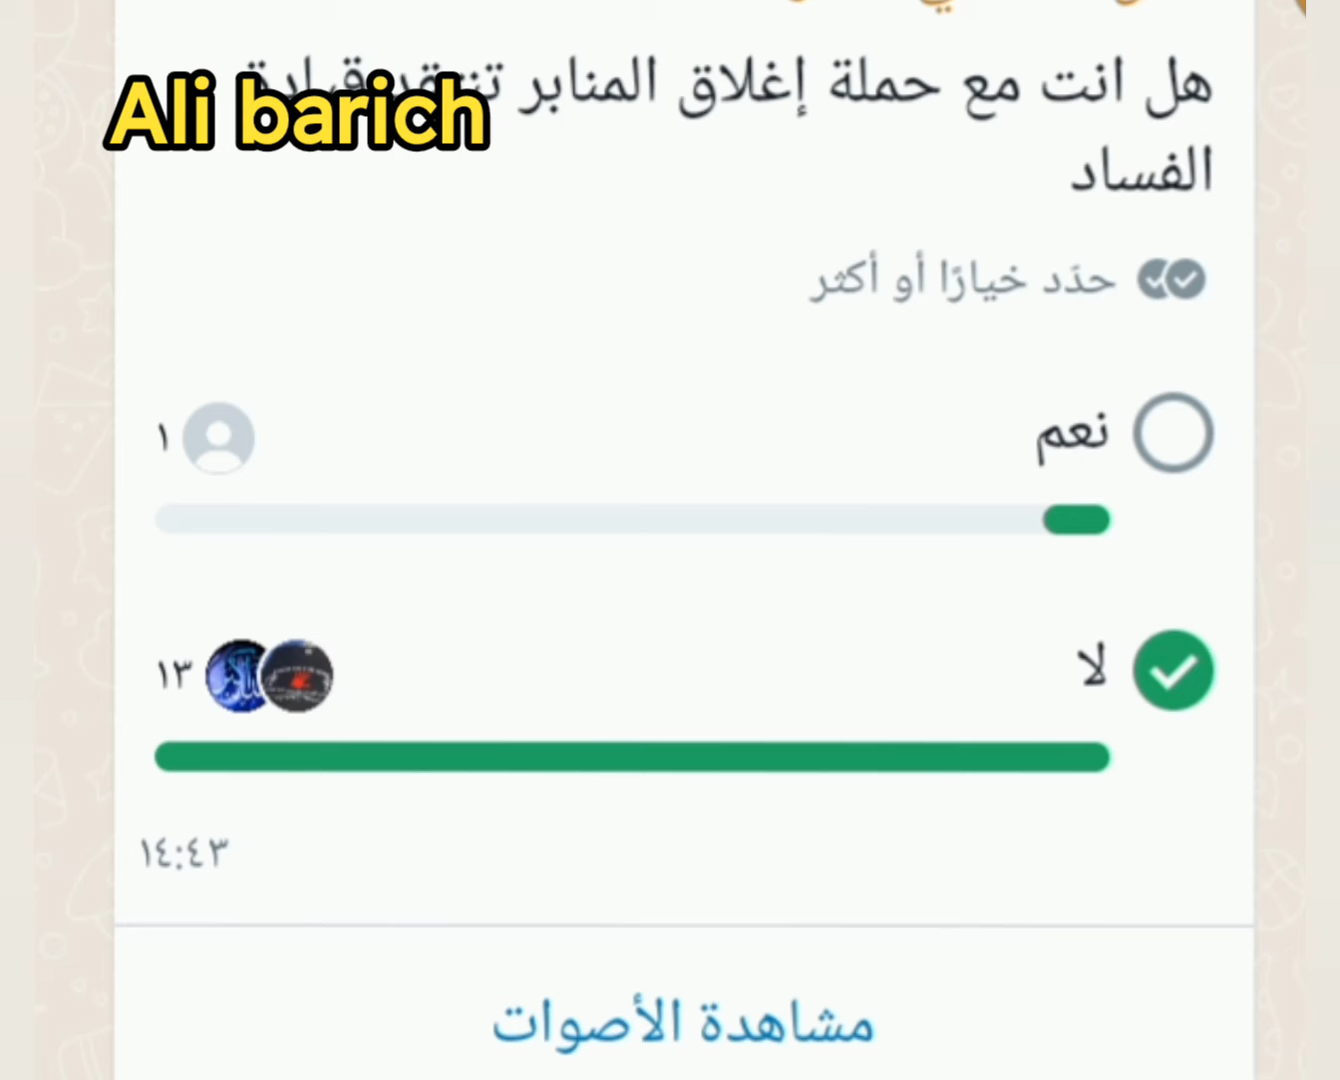 هل انت مع حملة إغلاق المنابر
Ali barich
الفساد
حدّد خيارًا أو أكثر
نعم
١
لا
١٣
١٤:٤٣
مشاهدة الأصوات